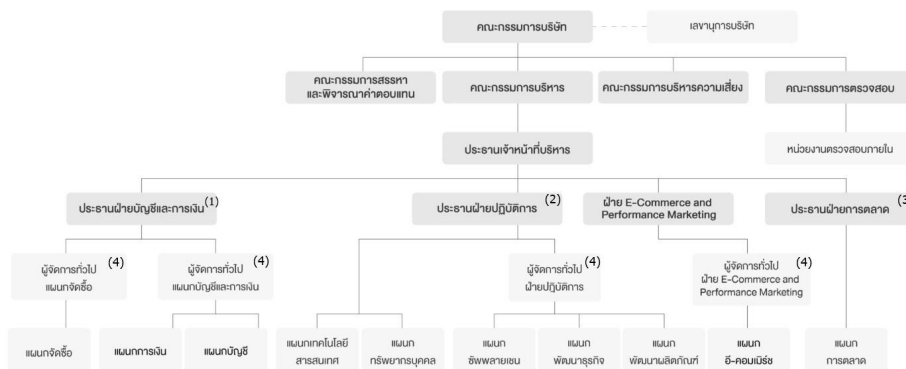 คณะกรรมการบริษัท
เลขานุการบริษัท
คณะกรรมการสรรหา
และพิจารณาค่าตอบแทน
คณะกรรมการบริหาร
คณะกรรมการบริหารความเสี่ยง
คณะกรรมการตรวจสอบ
ประธานเจ้าหน้าที่บริหาร
หน่วยงานตรวจสอบภายใน
ประธานฝ่ายบัญชีและการเงิน (1)
ประธานฝ่ายปฏิบัติการ (2)
ฝ่าย E-Commerce and
Performance Marketing
ประธานฝ่ายการตลาด (3
ผู้จัดการทั่วไป (4)
แผนกจัดซื้อ
ผู้จัดการทั่วไป (4)
แผนกบัญชีและการเงิน
ผู้จัดการทั่วไป (4)
ฝ่ายปฏิบัติการ
ผู้จัดการทั่วไป (4)
ฝ่าย E-Commerce and
Performance Marketing
แผนกจัดซื้อ
แผนกการเงิน
แผนกบัญชี
แผนกเทคโนโลยี
สารสนเทศ
แผนก
ทรัพยากรบุคคล
แผนก
ซัพพลายเชน
แผนก
พัฒนาธุรกิจ
แผนก
พัฒนาผลิตภัณฑ์
แผนก
อี-คอมเมิร์ซ
แผนก
การตลาด